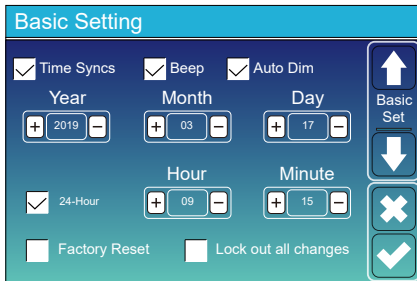 Basic Setting
Time Syncs Beep Auto Dim
Year Month Day
+ 2019 − + 03 − + 17 −
Basic
Set
Hour Minute
24-Hour + 09 − + 15 −
Factory Reset Lock out all changes